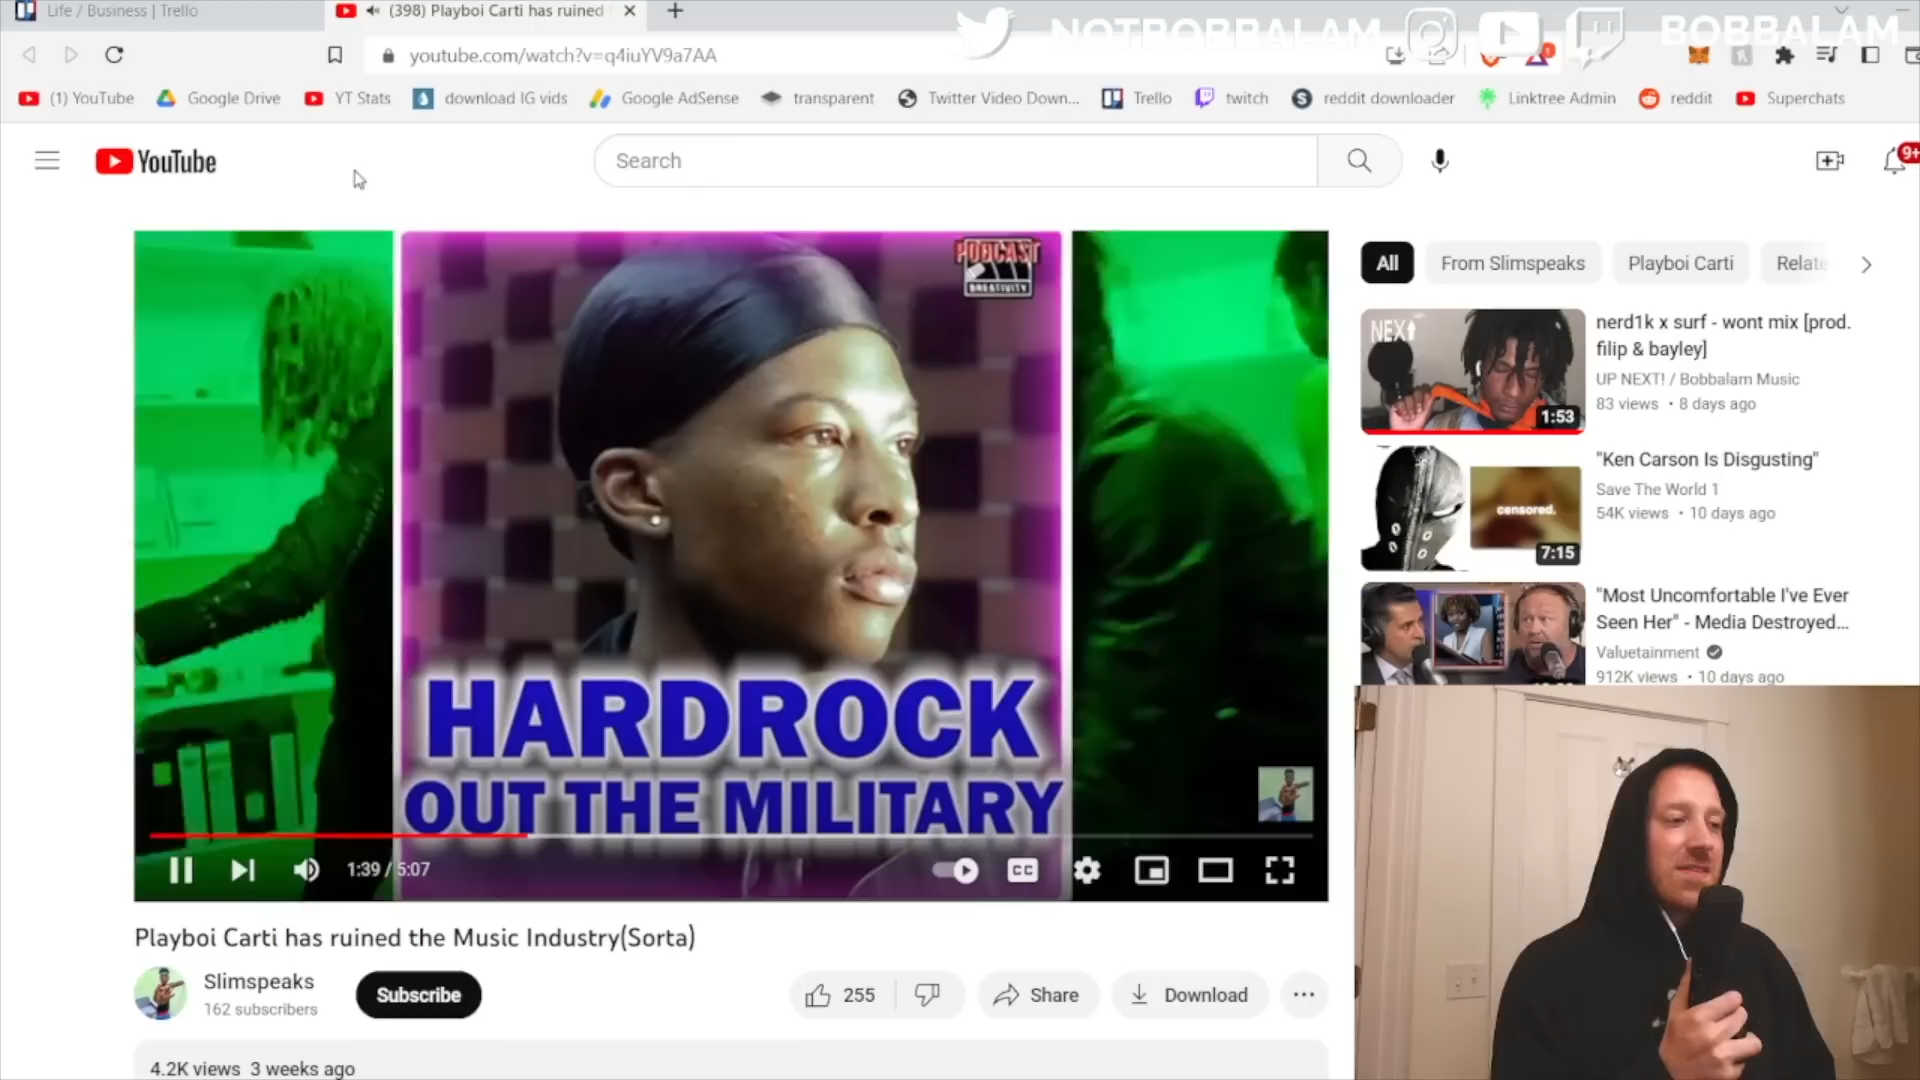 Life / Business | Trello
(398) Playboi Carti has ruined
NOTBOBBALAM
BOBBALAM
youtube.com/watch?v=q4iuYV9a7AA
1
(1) YouTube
Google Drive
YT Stats
download IG vids
Google AdSense
transparent
Twitter Video Down...
Trello
twitch
reddit downloader
Linktree Admin
reddit
Superchats
YouTube
Search
9+
PODCAST
HARDROCK
OUT THE MILITARY
1:39 / 5:07
CC
All
From Slimspeaks
Playboi Carti
Relate
NEXt
1:53
nerd1k x surf - wont mix [prod.
filip & bayley]
UP NEXT! / Bobbalam Music
83 views • 8 days ago
censored.
7:15
"Ken Carson Is Disgusting"
Save The World 1
54K views • 10 days ago
"Most Uncomfortable I've Ever
Seen Her" - Media Destroyed...
Valuetainment
912K views • 10 days ago
Playboi Carti has ruined the Music Industry(Sorta)
Slimspeaks
162 subscribers
Subscribe
255
Share
Download
4.2K views 3 weeks ago